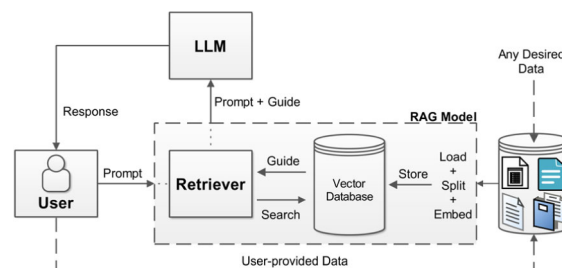 LLM
Any Desired
Data
Response
Prompt + Guide
RAG Model
User
Prompt
Retriever
Guide
Search
Vector
Database
Store
Load
+
Split
+
Embed
User-provided Data